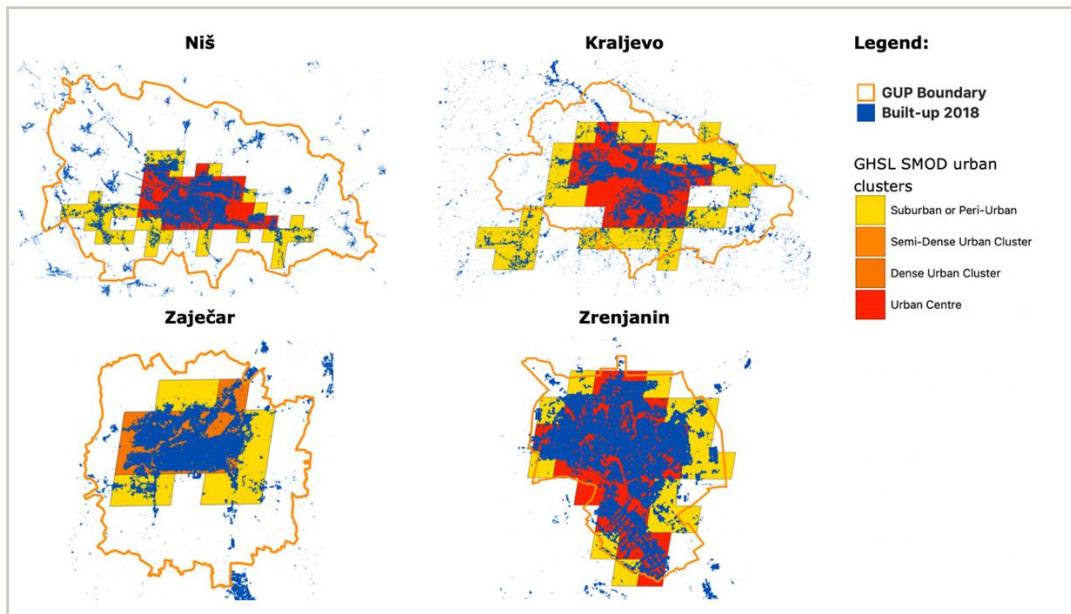 Niš
Kraljevo
Legend:
GUP Boundary
Built-up 2018
GHSL SMOD urban
clusters
Suburban or Peri-Urban
Semi-Dense Urban Cluster
Dense Urban Cluster
Urban Centre
Zaječar
Zrenjanin